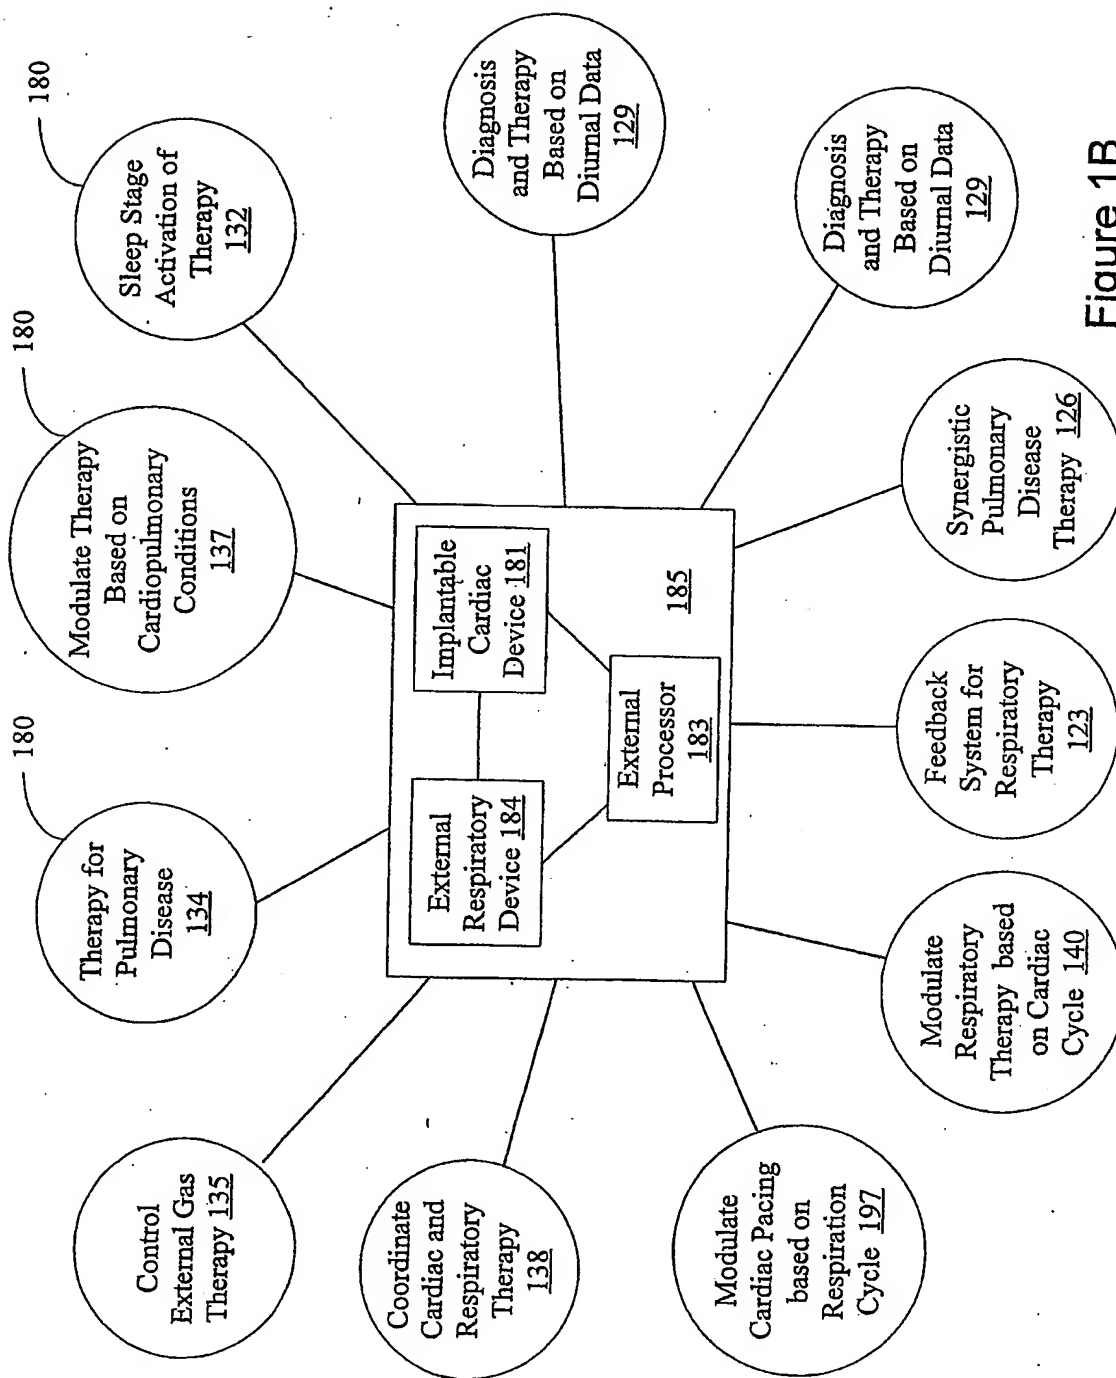 180
Sleep Stage
Activation of
Therapy
132
180
Modulate Therapy
Based on
Cardiopulmonary
Conditions
137
180
Therapy for
Pulmonary
Disease
134
Control
External Gas
Therapy 135
Coordinate
Cardiac and
Respiratory
Therapy
138
Modulate
Cardiac Pacing
based on
Respiration
Cycle 197
Modulate
Respiratory
Therapy based
on Cardiac
Cycle 140
Feedback
System for
Respiratory
Therapy
123
Synergistic
Pulmonary
Disease
Therapy 126
Diagnosis
and Therapy
Based on
Diurnal Data
129
Diagnosis
and Therapy
Based on
Diurnal Data
129
External
Respiratory
Device 184
Implantable
Cardiac
Device 181
External
Processor
183
185
Figure 1B